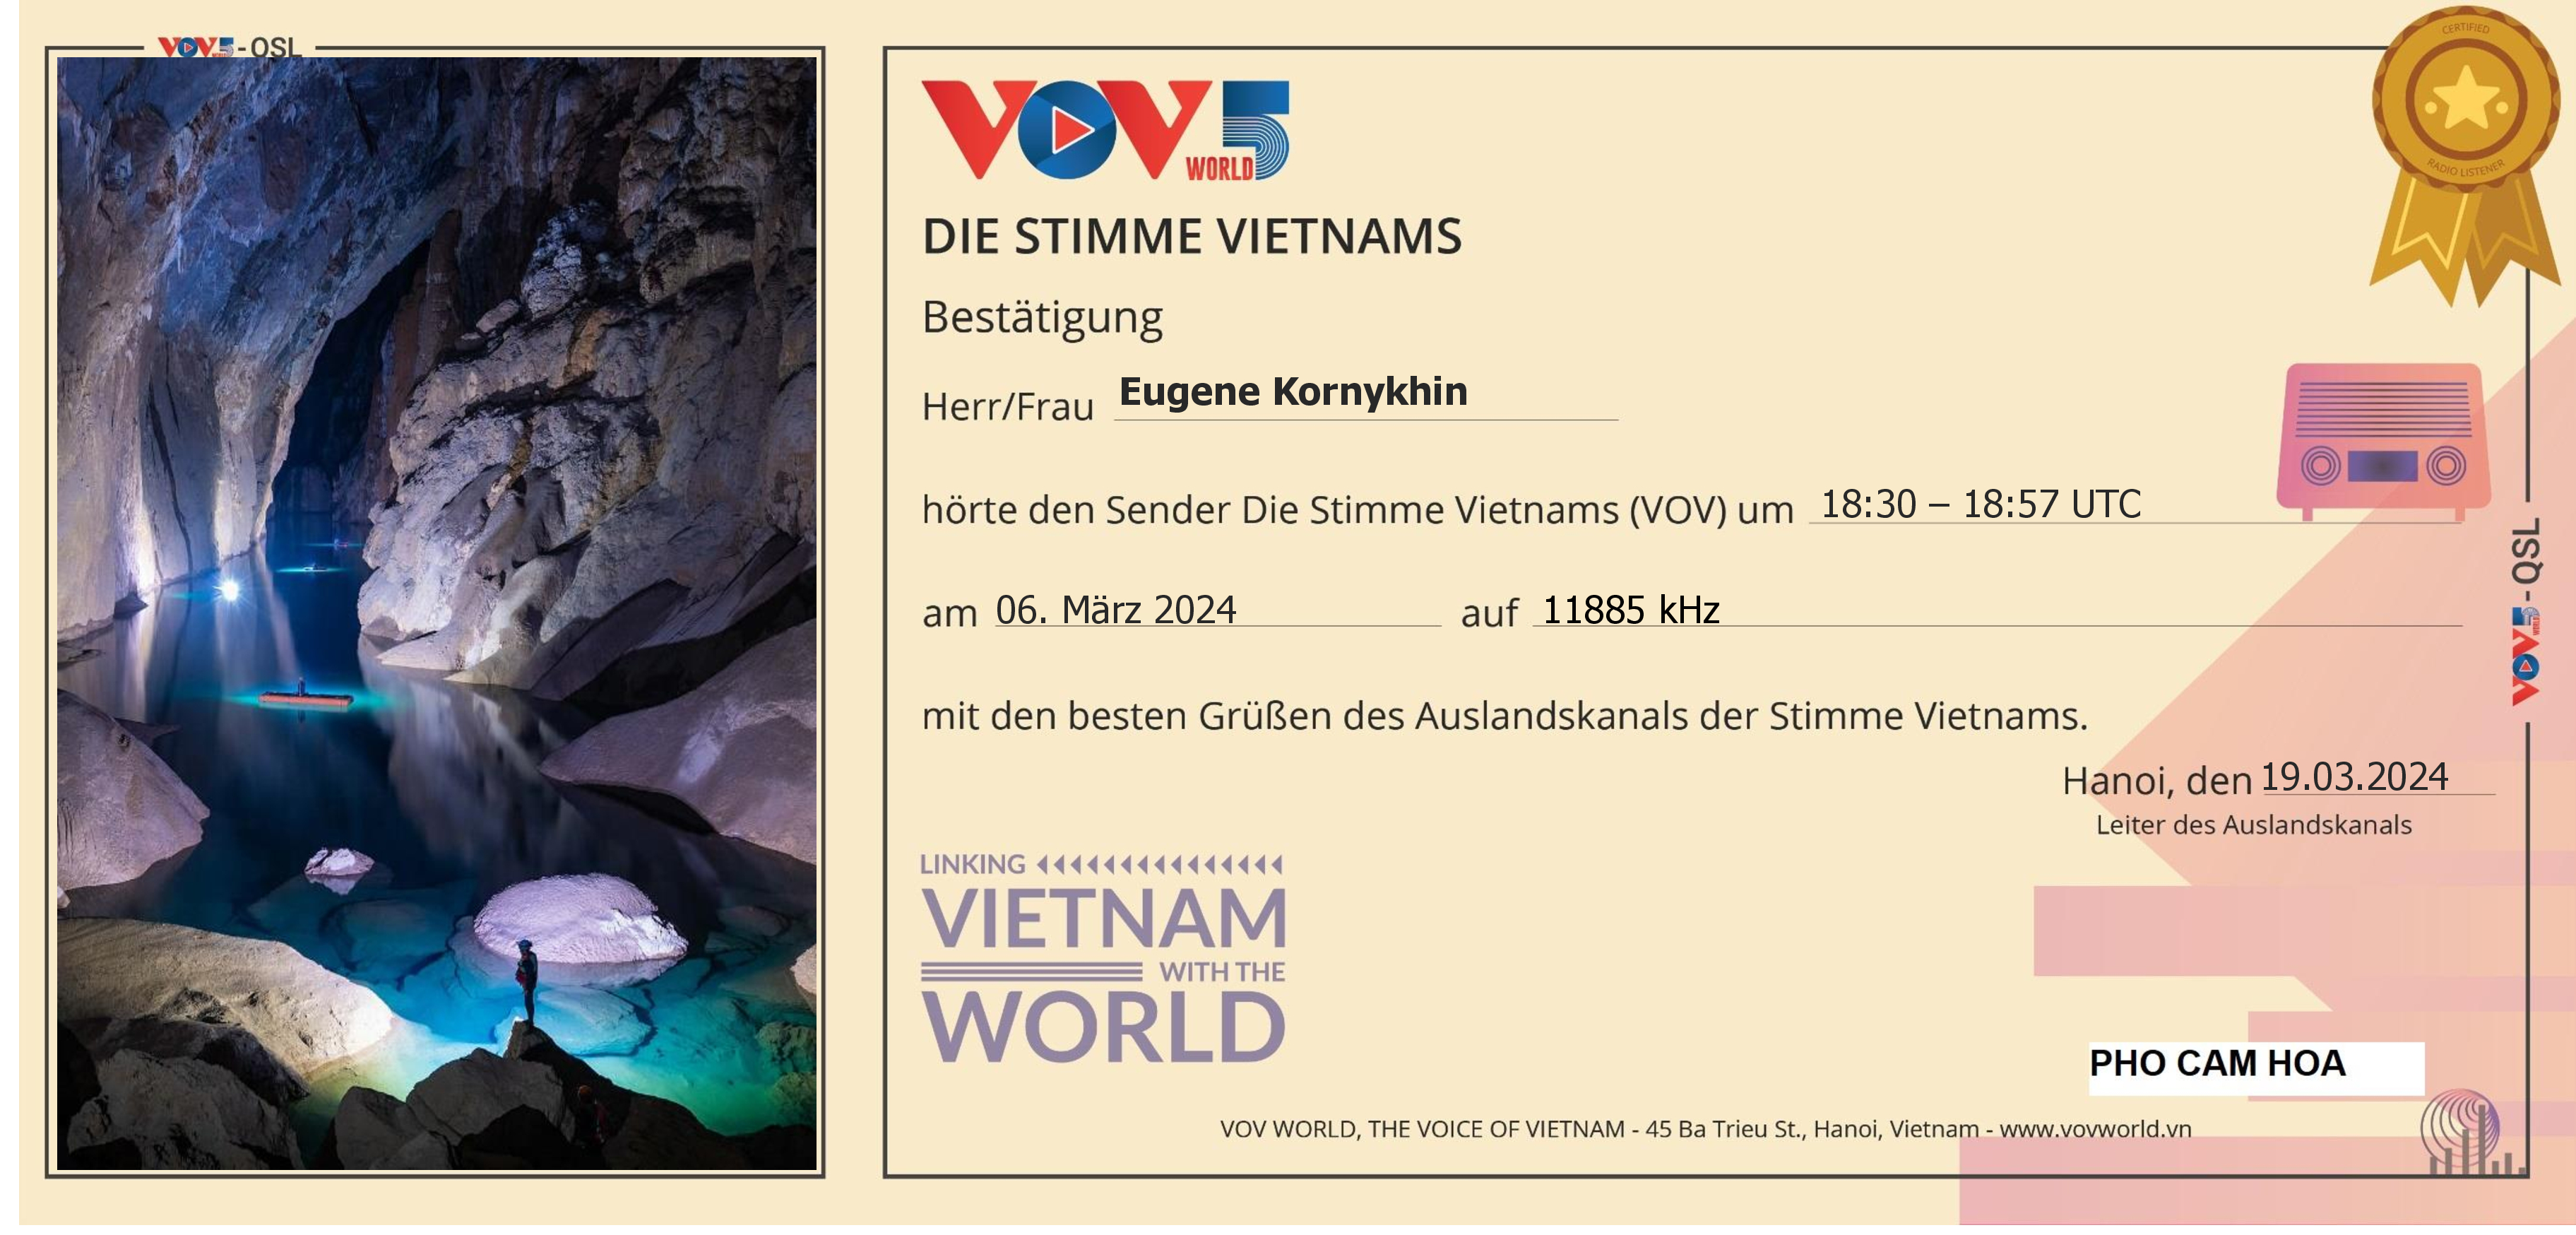 VOV5 WORLD - QSL
VOV5 WORLD
CERTIFIED
RADIO LISTENER
DIE STIMME VIETNAMS
Bestätigung
Herr/Frau Eugene Kornykhin
hörte den Sender Die Stimme Vietnams (VOV) um 18:30 – 18:57 UTC
am 06. März 2024 auf 11885 kHz
mit den besten Grüßen des Auslandskanals der Stimme Vietnams.
VOV5 WORLD - QSL
Hanoi, den 19.03.2024
Leiter des Auslandskanals
LINKING
VIETNAM
WITH THE
WORLD
PHO CAM HOA
VOV WORLD, THE VOICE OF VIETNAM - 45 Ba Trieu St., Hanoi, Vietnam - www.vovworld.vn